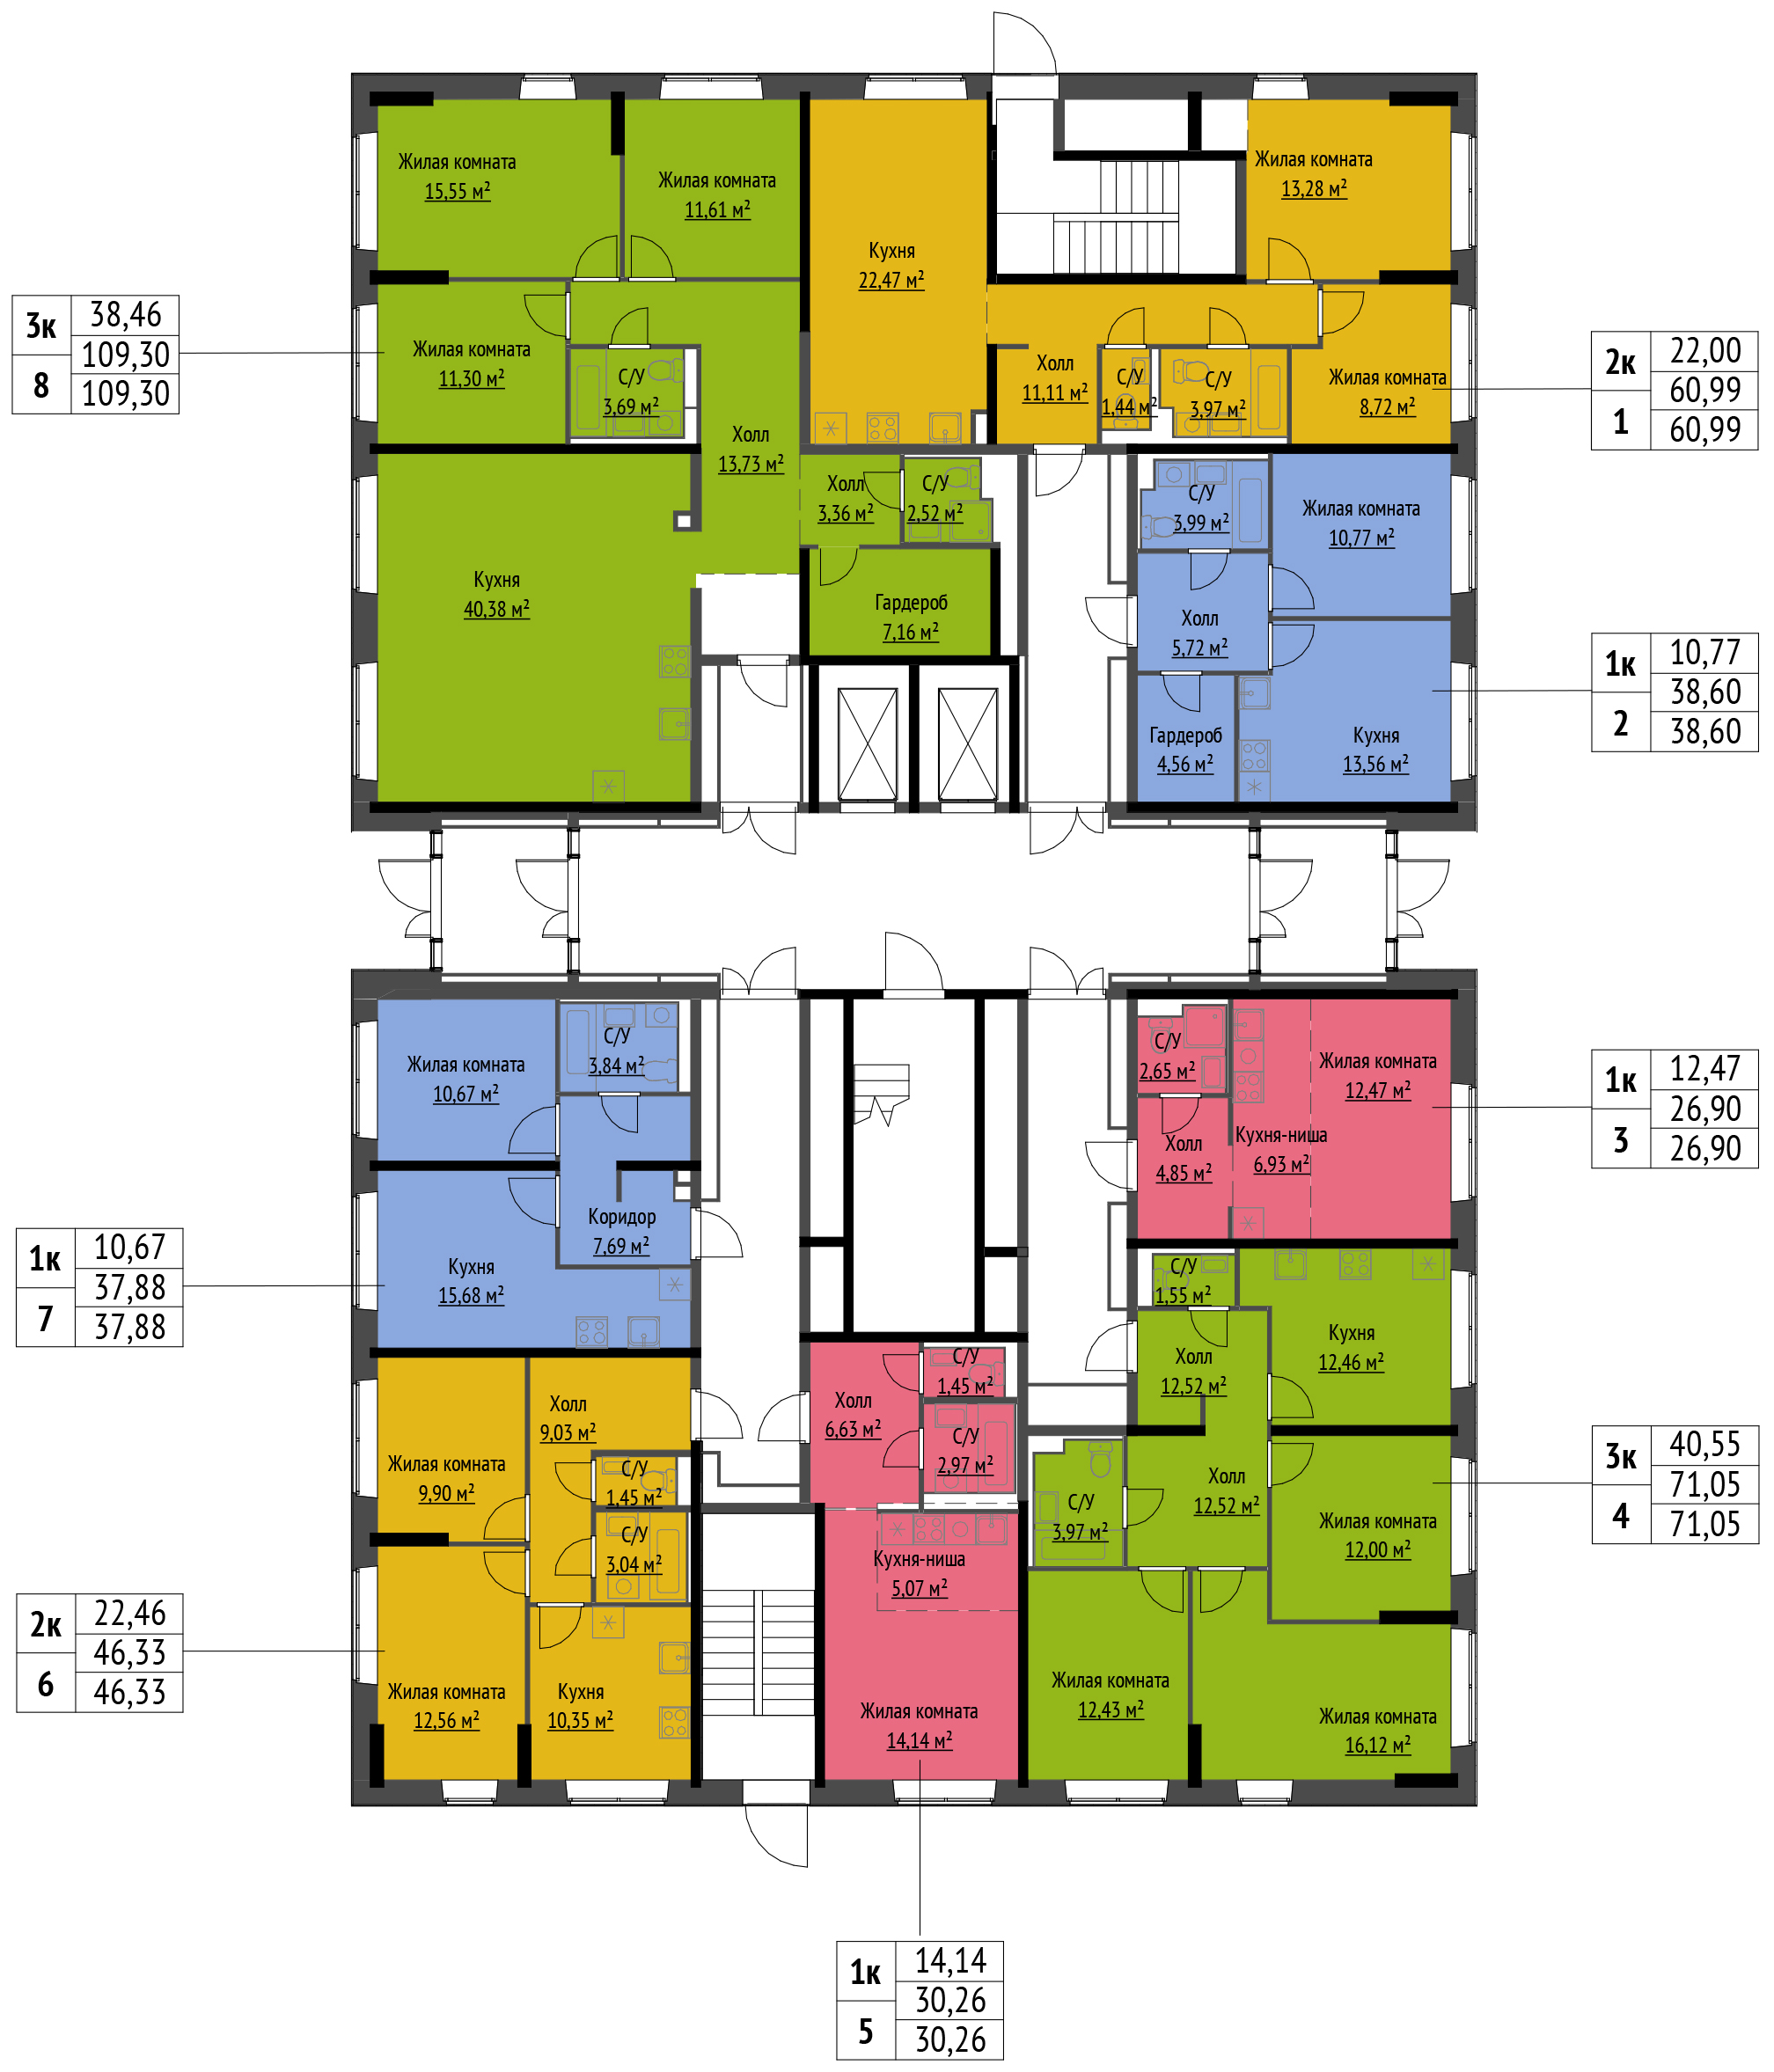 Жилая комната
15,55 м²
Жилая комната
11,61 м²
Кухня
22,47 м²
Жилая комната
13,28 м²
3к
8
38,46
109,30
109,30
Жилая комната
11,30 м²
С/У
3,69 м²
Холл
13,73 м²
Холл
11,11 м²
С/У
1,44 м²
С/У
3,97 м²
Жилая комната
8,72 м²
2к
1
22,00
60,99
60,99
Холл
3,36 м²
С/У
2,52 м²
С/У
3,99 м²
Жилая комната
10,77 м²
Кухня
40,38 м²
Гардероб
7,16 м²
Холл
5,72 м²
Гардероб
4,56 м²
Кухня
13,56 м²
1к
2
10,77
38,60
38,60
Жилая комната
10,67 м²
С/У
3,84 м²
С/У
2,65 м²
Жилая комната
12,47 м²
Холл
4,85 м²
Кухня-ниша
6,93 м²
1к
3
12,47
26,90
26,90
Коридор
7,69 м²
Кухня
15,68 м²
1к
7
10,67
37,88
37,88
С/У
1,55 м²
Холл
12,52 м²
Кухня
12,46 м²
Холл
9,03 м²
Жилая комната
9,90 м²
С/У
1,45 м²
С/У
3,04 м²
Холл
6,63 м²
С/У
1,45 м²
С/У
2,97 м²
С/У
3,97 м²
Холл
12,52 м²
Жилая комната
12,00 м²
3к
4
40,55
71,05
71,05
Кухня-ниша
5,07 м²
2к
6
22,46
46,33
46,33
Жилая комната
12,56 м²
Кухня
10,35 м²
Жилая комната
14,14 м²
Жилая комната
12,43 м²
Жилая комната
16,12 м²
1к
5
14,14
30,26
30,26